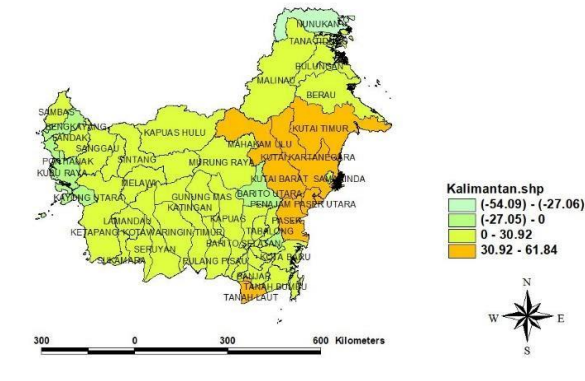 NUNUKAN
TANA TIDUNG
BULUNGAN
MALINAU
BERAU
SAMBAS
BENGKAYANG
LANDAK
SANGGAU
KAPUAS HULU
KUTAI TIMUR
MAHAKAM ULU
PONTIANAK
SINTANG
MURUNG RAYA
KUTAI KARTANEGARA
KUBU RAYA
MELAWI
KUTAI BARAT
SAMARINDA
KAYONG UTARA
GUNUNG MAS
BARITO UTARA
PENAJAM PASER UTARA
KATINGAN
LAMANDAU
KAPUAS
PASER
KETAPANG
KOTAWARINGIN TIMUR
TABALONG
BARITO SELATAN
SERUYAN
KOTA BARU
SUKAMARA
PULANG PISAU
BANJAR
TANAH BUMBU
TANAH LAUT
Kalimantan.shp
(-54.09) - (-27.06)
(-27.05) - 0
0 - 30.92
30.92 - 61.84
N
W E
S
300 0 300 600 Kilometers